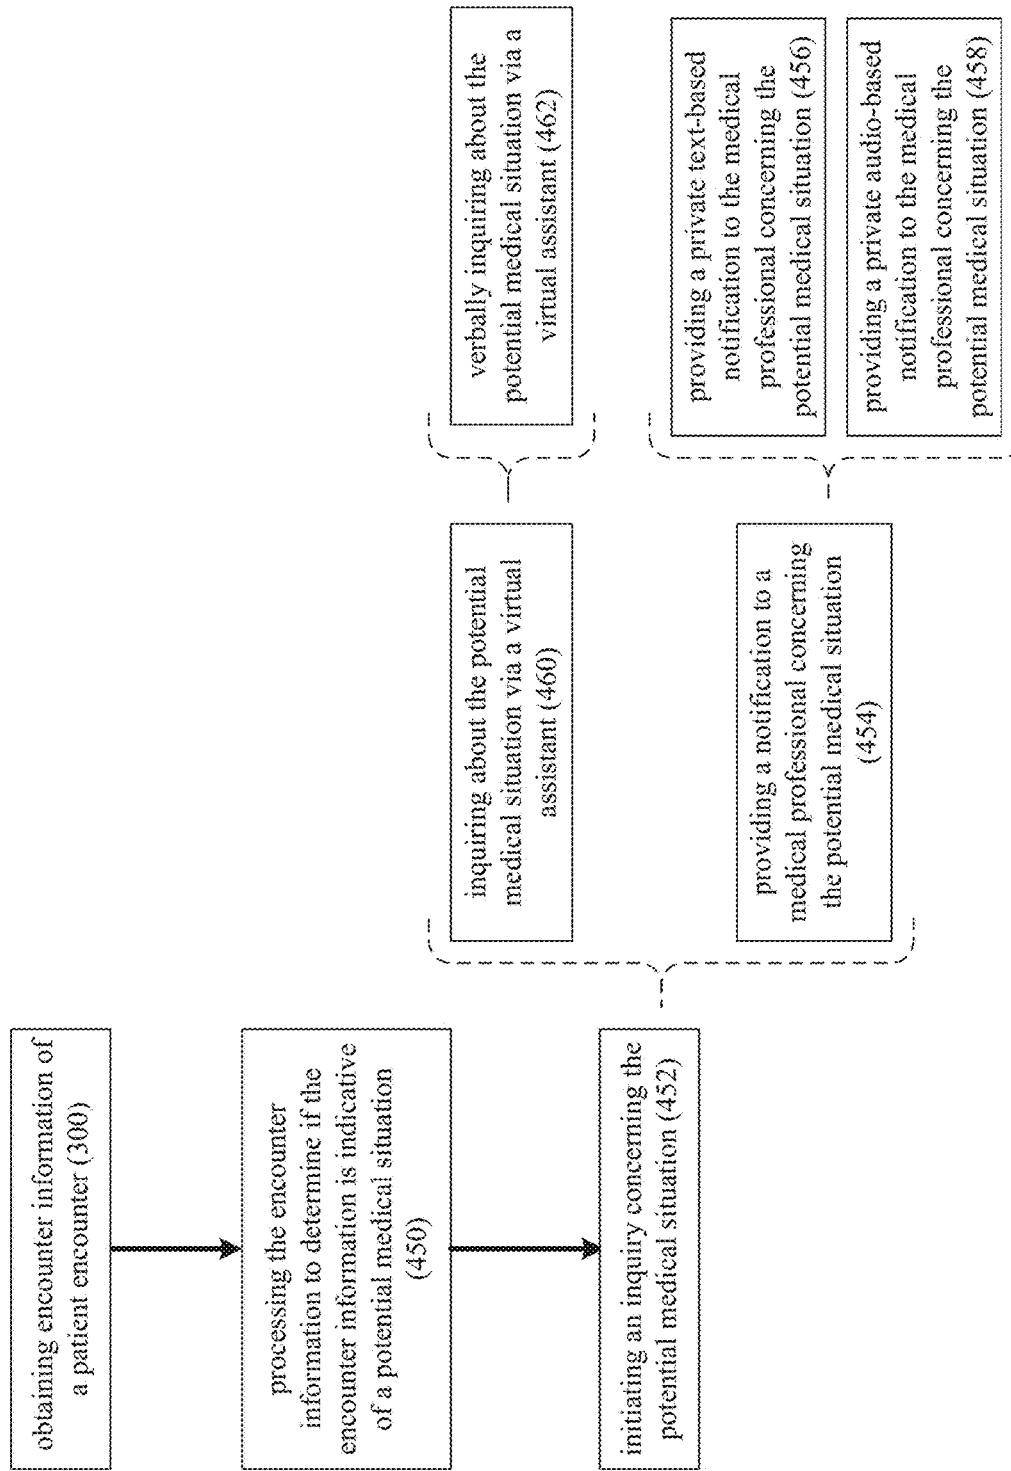 obtaining encounter information of
a patient encounter (300)
processing the encounter
information to determine if the
encounter information is indicative
of a potential medical situation
(450)
initiating an inquiry concerning the
potential medical situation (452)
inquiring about the potential
medical situation via a virtual
assistant (460)
verbally inquiring about the
potential medical situation via a
virtual assistant (462)
providing a notification to a
medical professional concerning
the potential medical situation
(454)
providing a private text-based
notification to the medical
professional concerning the
potential medical situation (456)
providing a private audio-based
notification to the medical
professional concerning the
potential medical situation (458)